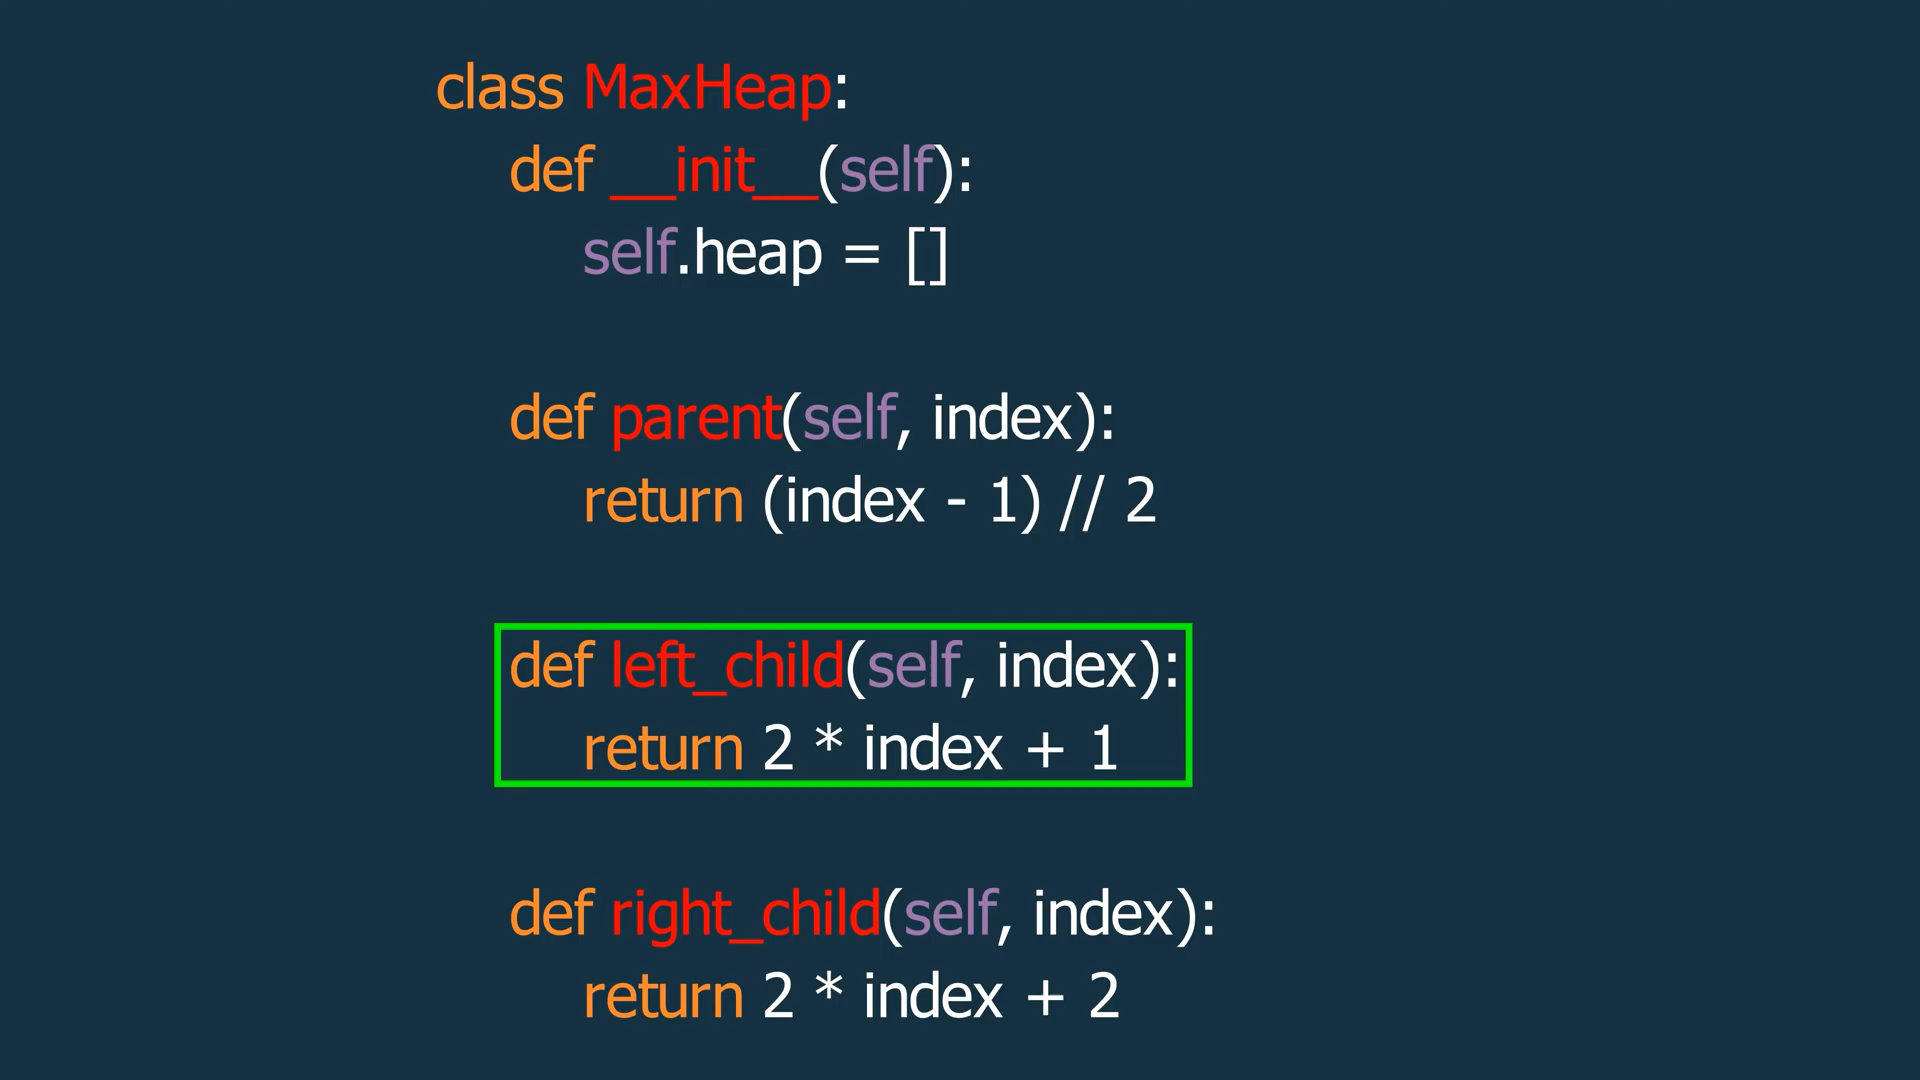 class MaxHeap:
def __init__(self):
self.heap = []
def parent(self, index):
return (index - 1) // 2
def left_child(self, index):
return 2 * index + 1
def right_child(self, index):
return 2 * index + 2